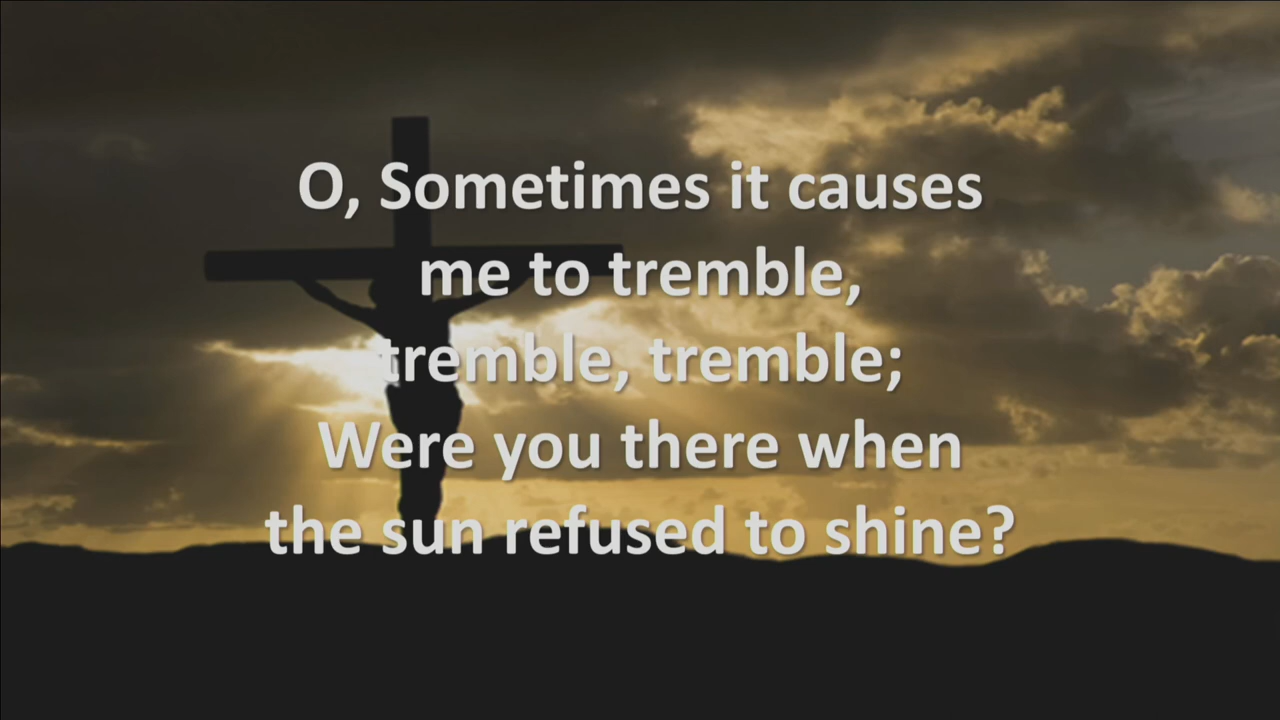 O, Sometimes it causes
me to tremble,
tremble, tremble;
Were you there when
the sun refused to shine?